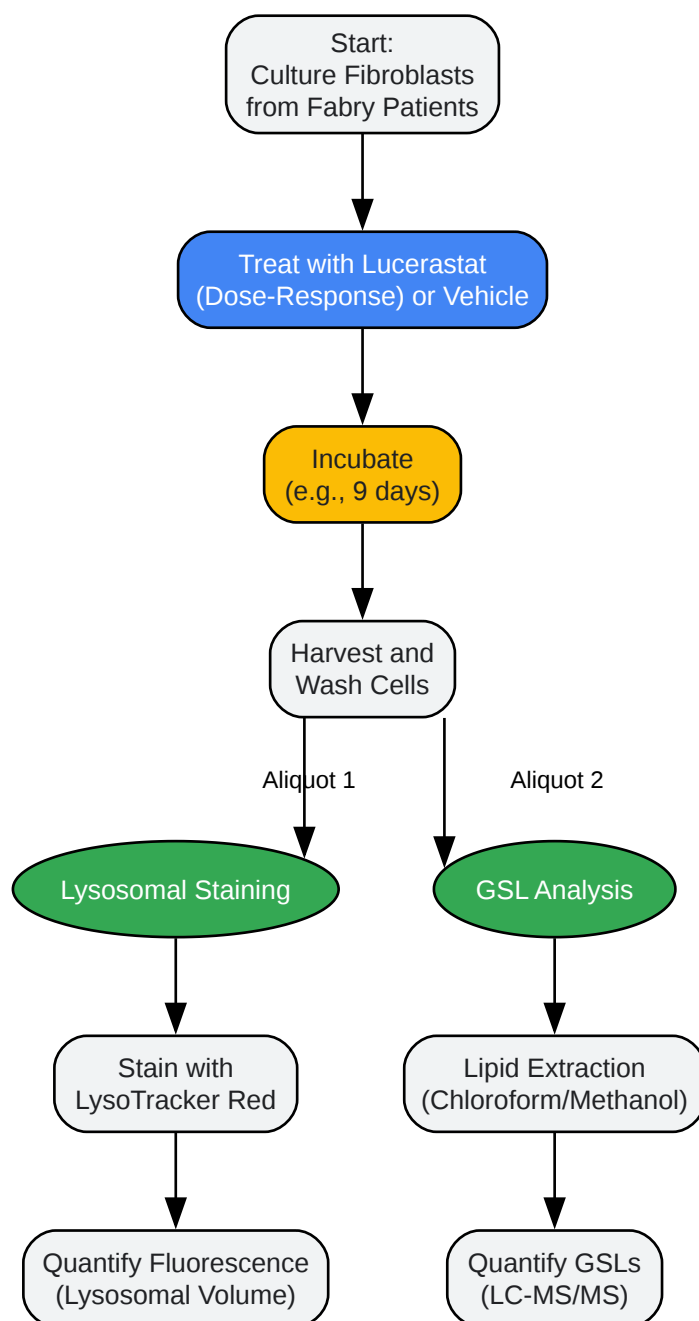 Start:
Culture Fibroblasts
from Fabry Patients
Treat with Lucerastat
(Dose-Response) or Vehicle
Incubate
(e.g., 9 days)
Harvest and
Wash Cells
Aliquot 1
Aliquot 2
Lysosomal Staining
GSL Analysis
Stain with
LysoTracker Red
Lipid Extraction
(Chloroform/Methanol)
Quantify Fluorescence
(Lysosomal Volume)
Quantify GSLs
(LC-MS/MS)